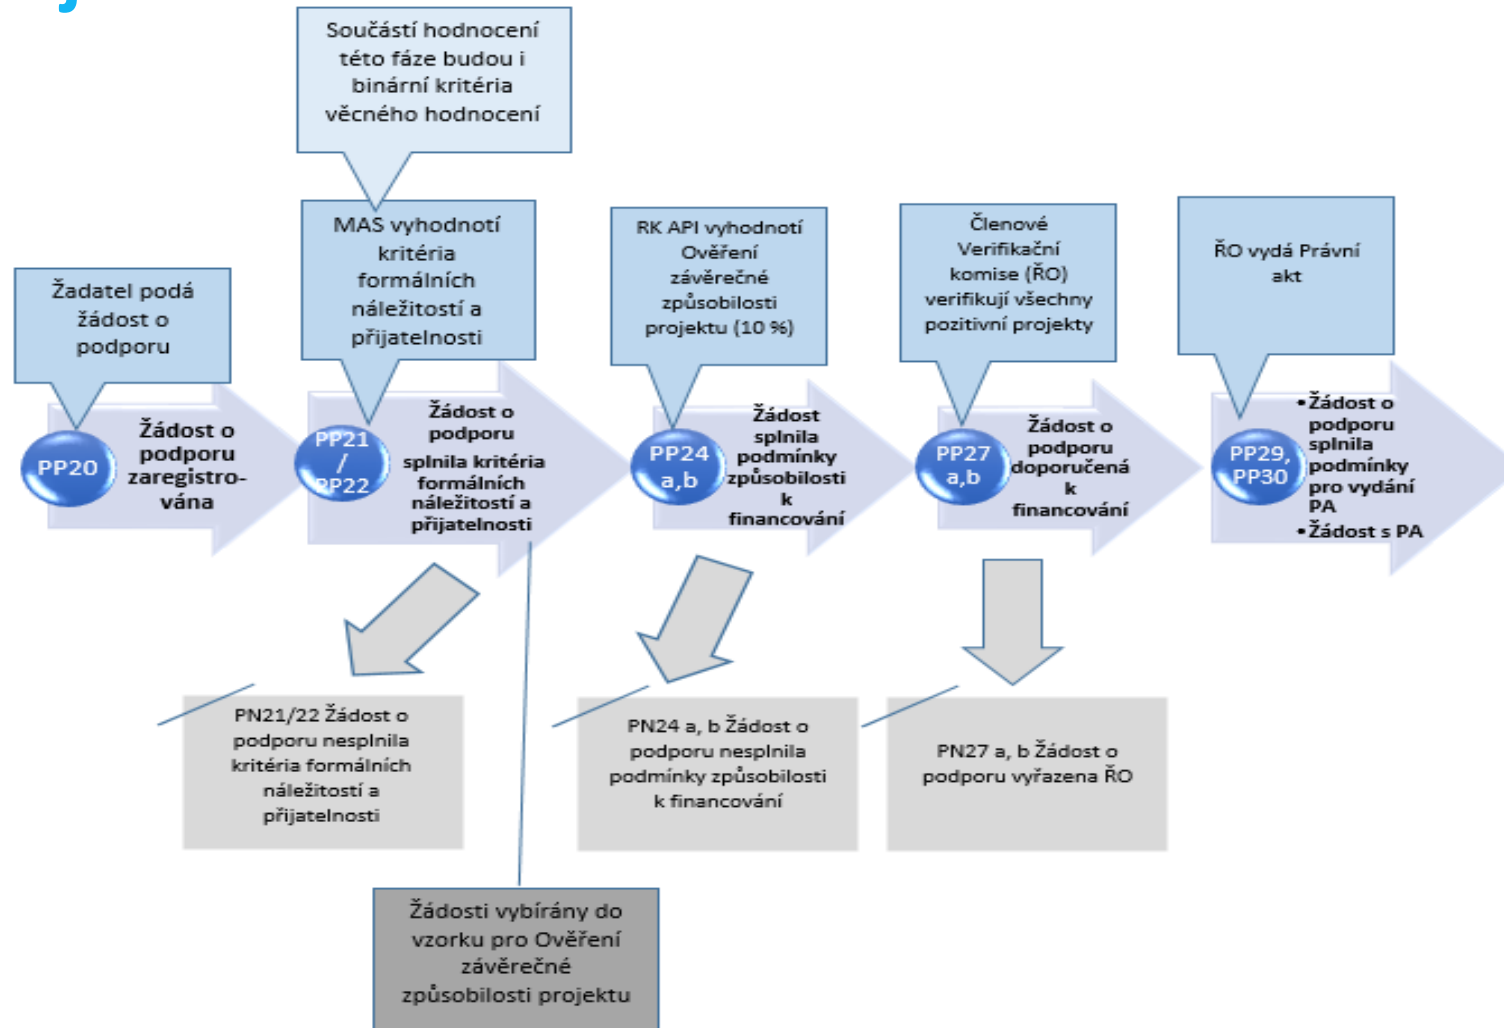 Součástí hodnocení
této fáze budou i
binární kritéria
věcného hodnocení
Žadatel podá
žádost o
podporu
MAS vyhodnotí
kritéria
formálních
náležitostí a
přijatelnosti
RK API vyhodnotí
Ověření
závěrečné
způsobilosti
projektu (10 %)
Členové
Verifikační
komise (ŘO)
verifikují všechny
pozitivní projekty
ŘO vydá Právní
akt
PP20
Žádost o
podporu
zaregistro-
vána
PP21
/
PP22
Žádost o
podporu
splnila kritéria
formálních
náležitostí a
přijatelnosti
PP24
a,b
Žádost
splnila
podmínky
způsobilosti
k
financování
PP27
a,b
Žádost o
podporu
doporučená
k
financování
PP29,
PP30
•Žádost o
podporu
splnila
podmínky
pro vydání
PA
•Žádost s PA
PN21/22 Žádost o
podporu nesplnila
kritéria formálních
náležitostí a
přijatelnosti
PN24 a, b Žádost o
podporu nesplnila
podmínky způsobilosti
k financování
PN27 a, b Žádost o
podporu vyřazena ŘO
Žádosti vybírány do
vzorku pro Ověření
závěrečné
způsobilosti projektu